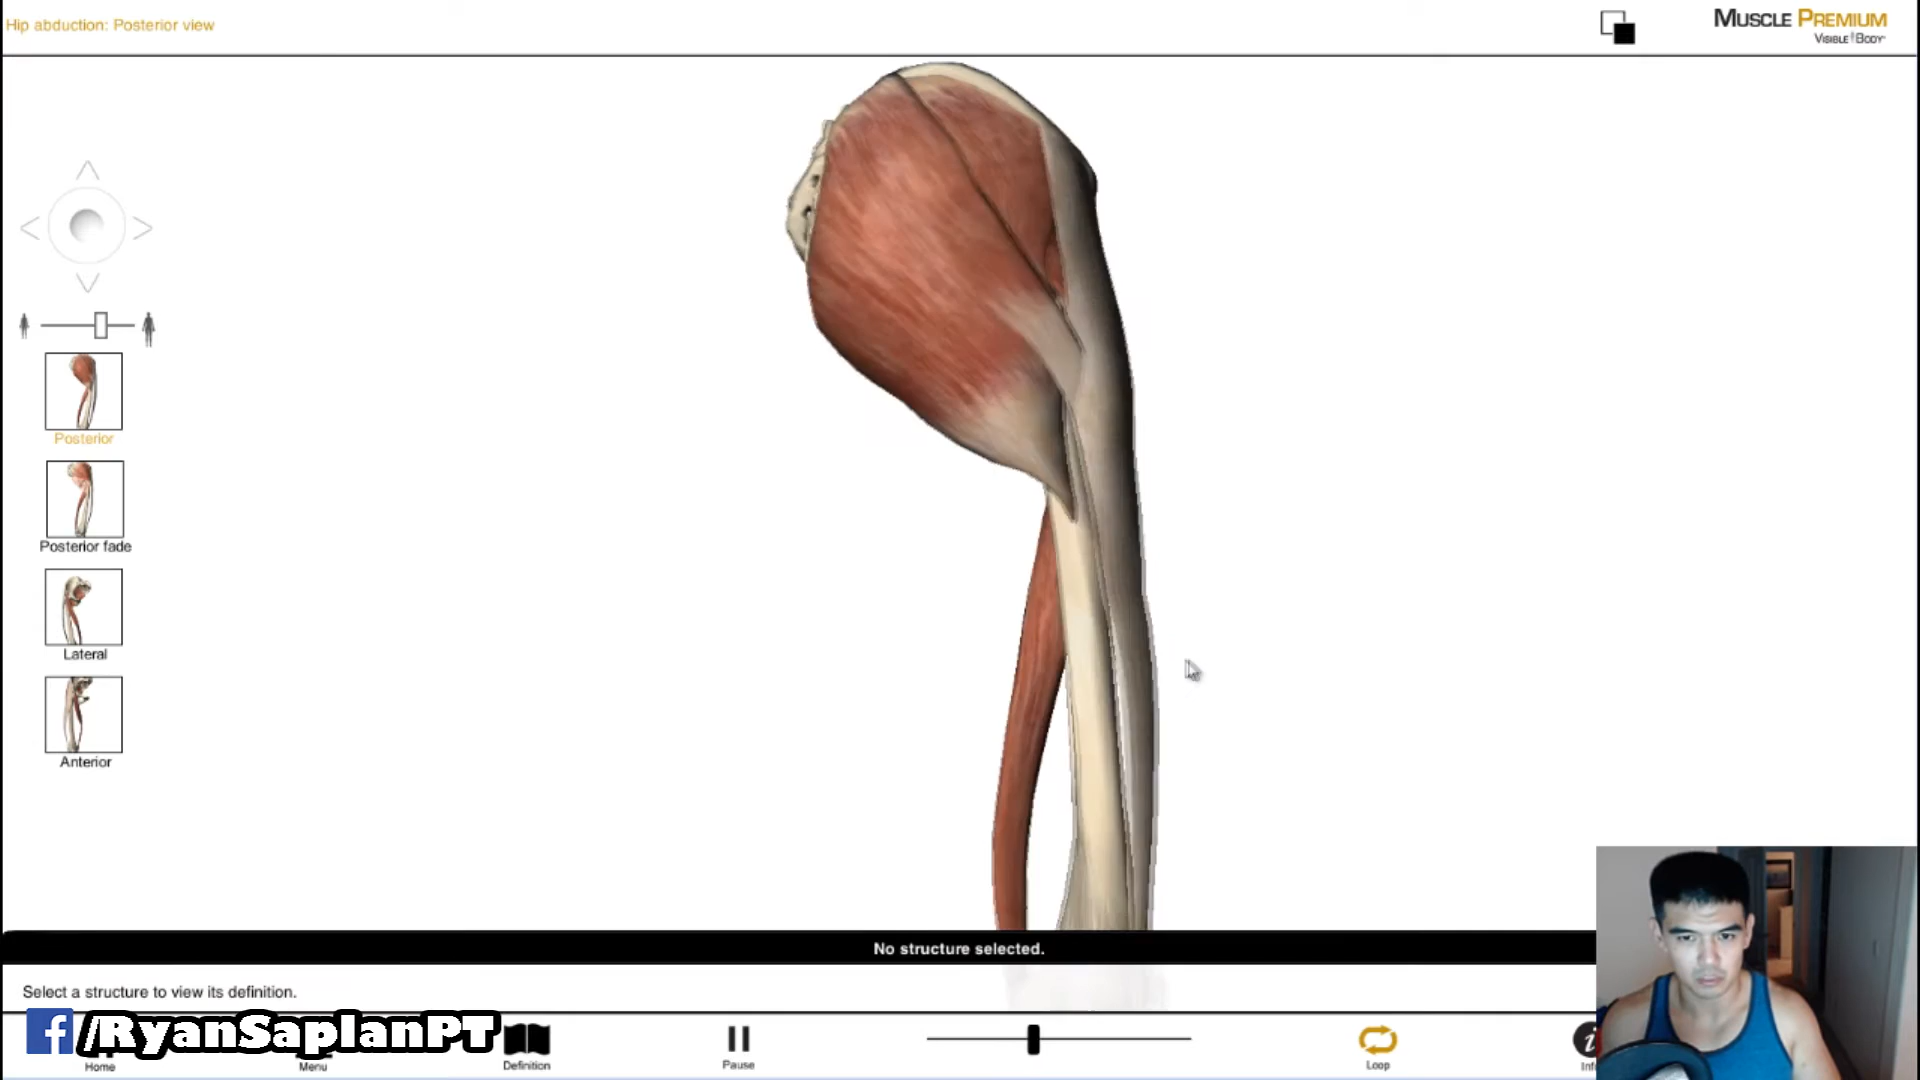 Hip abduction: Posterior view
MUSCLE PREMIUM
VISIBLE BODY
Posterior
Posterior fade
Lateral
Anterior
No structure selected.
Select a structure to view its definition.
f /RyanSaplanPT
Home
Menu
Definition
Pause
Loop
i
Inf